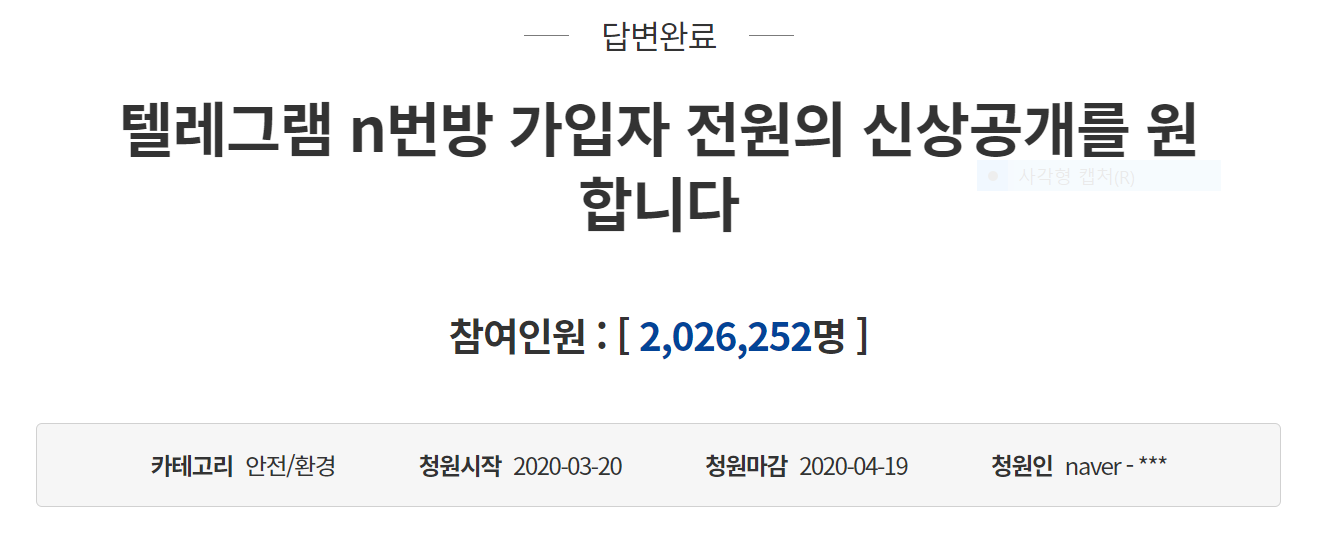 답변완료
텔레그램 n번방 가입자 전원의 신상공개를 원
합니다
사각형 캡처(R)
참여인원 : [ 2,026,252명 ]
카테고리 안전/환경 청원시작 2020-03-20 청원마감 2020-04-19 청원인 naver - ***